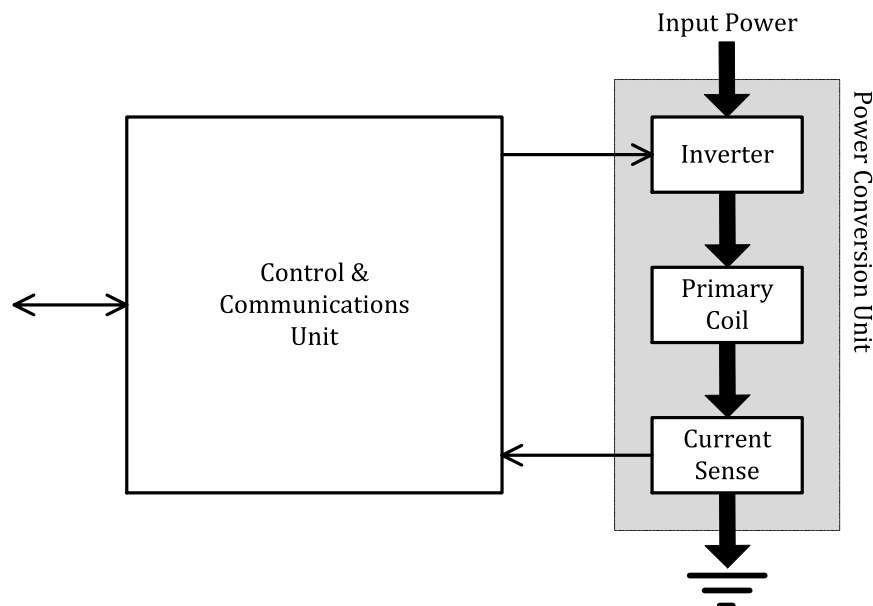 Input Power
Inverter
Control &
Communications
Unit
Primary
Coil
Current
Sense
Power Conversion Unit